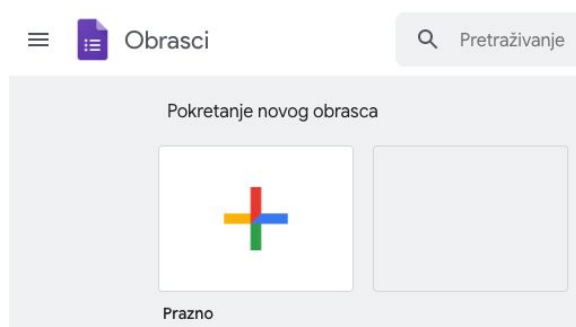 Obrasci
Pretraživanje
Pokretanje novog obrasca
Prazno